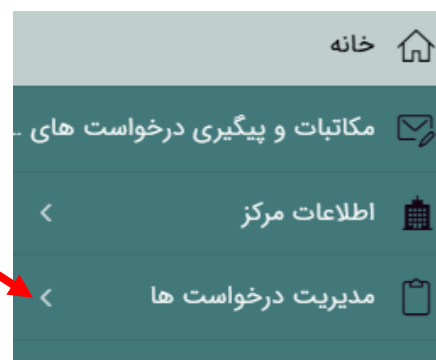 خانه
مکاتبات و پیگیری درخواست های ..
اطلاعات مرکز
مدیریت درخواست ها